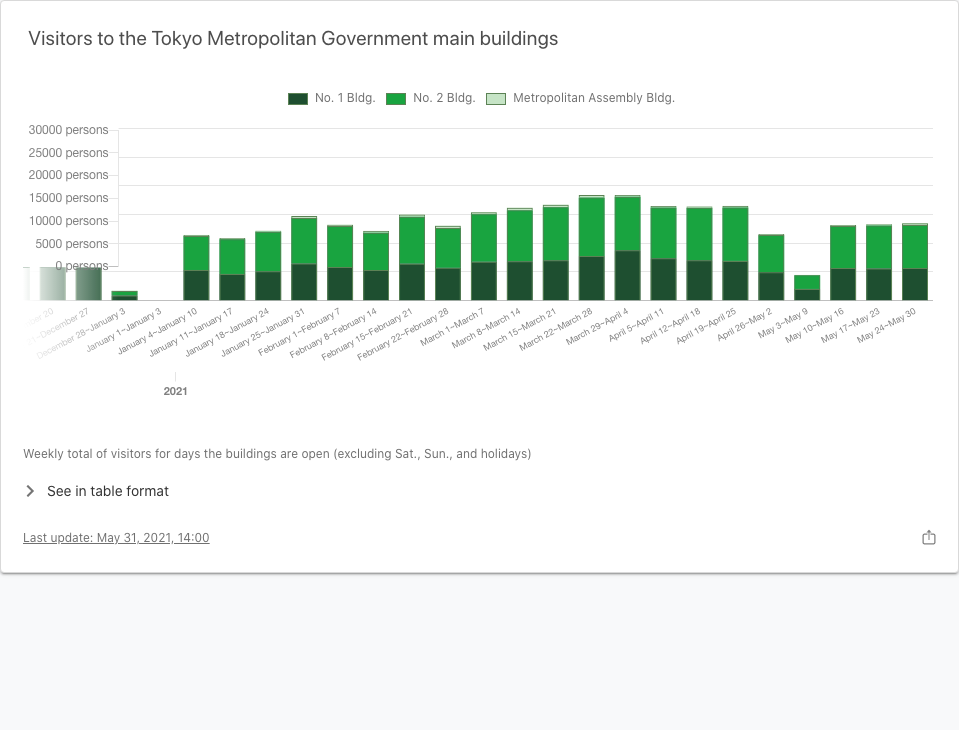 Visitors to the Tokyo Metropolitan Government main buildings
No. 1 Bldg. No. 2 Bldg. Metropolitan Assembly Bldg.
30000 persons
25000 persons
20000 persons
15000 persons
10000 persons
5000 persons
0 persons
20
~December 27
December 28~January 3
January 1~January 3
January 4~January 10
January 11~January 17
January 18~January 24
January 25~January 31
February 1~February 7
February 8~February 14
February 15~February 21
February 22~February 28
March 1~March 7
March 8~March 14
March 15~March 21
March 22~March 28
March 29~April 4
April 5~April 11
April 12~April 18
April 19~April 25
April 26~May 2
May 3~May 9
May 10~May 16
May 17~May 23
May 24~May 30
2021
Weekly total of visitors for days the buildings are open (excluding Sat., Sun., and holidays)
See in table format
Last update: May 31, 2021, 14:00